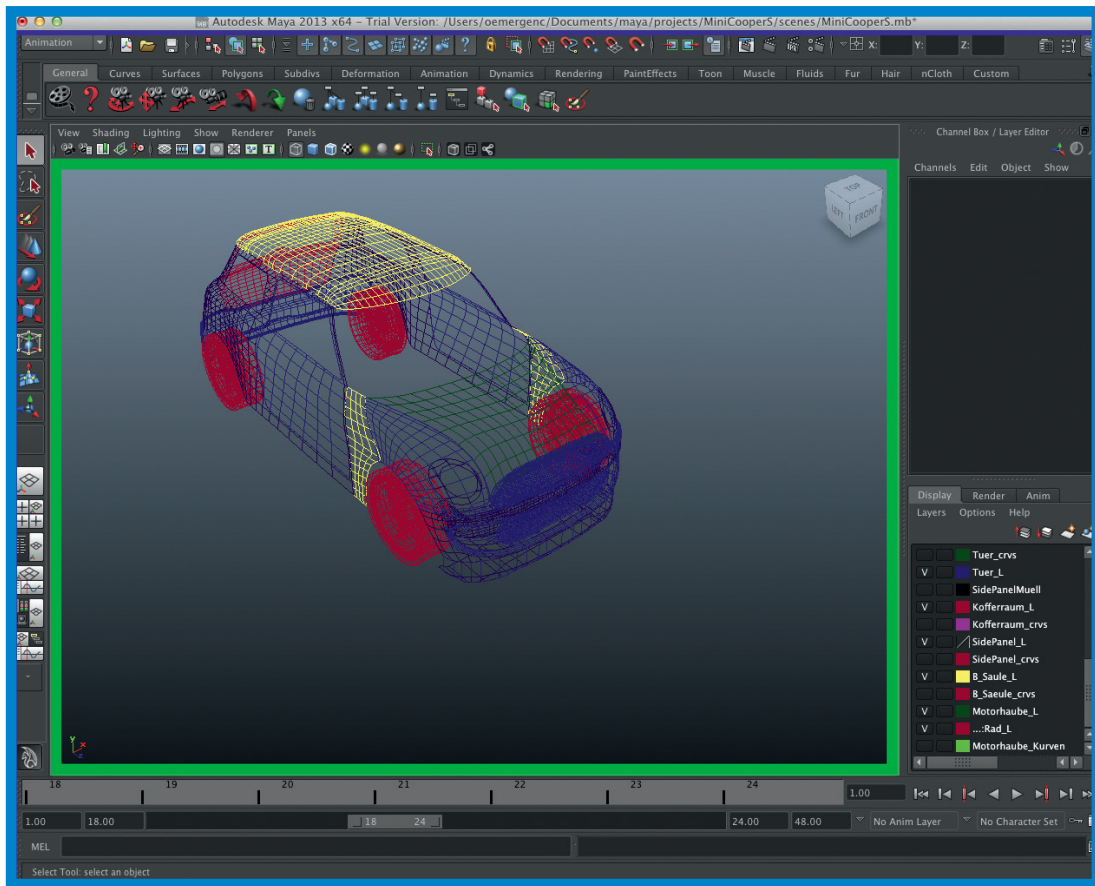 Autodesk Maya 2013 x64 - Trial Version: /Users/oemergenc/Documents/maya/projects/MiniCooperS/scenes/MiniCooperS.mb*
Animation X: Y: Z:
General Curves Surfaces Polygons Subdivs Deformation Animation Dynamics Rendering PaintEffects Toon Muscle Fluids Fur Hair nCloth Custom
View Shading Lighting Show Renderer Panels
Channel Box / Layer Editor
Channels Edit Object Show
TOP
LEFT FRONT
Display Render Anim
Layers Options Help
Tuer_crvs
V Tuer_L
SidePanelMuell
V Kofferraum_L
Kofferraum_crvs
V SidePanel_L
SidePanel_crvs
V B_Saule_L
B_Saeule_crvs
V Motorhaube_L
V ...:Rad_L
Motorhaube_Kurven
Y x z
18 19 20 21 22 23 24 1.00
1.00 18.00 18 24 24.00 48.00 No Anim Layer No Character Set
MEL
Select Tool: select an object